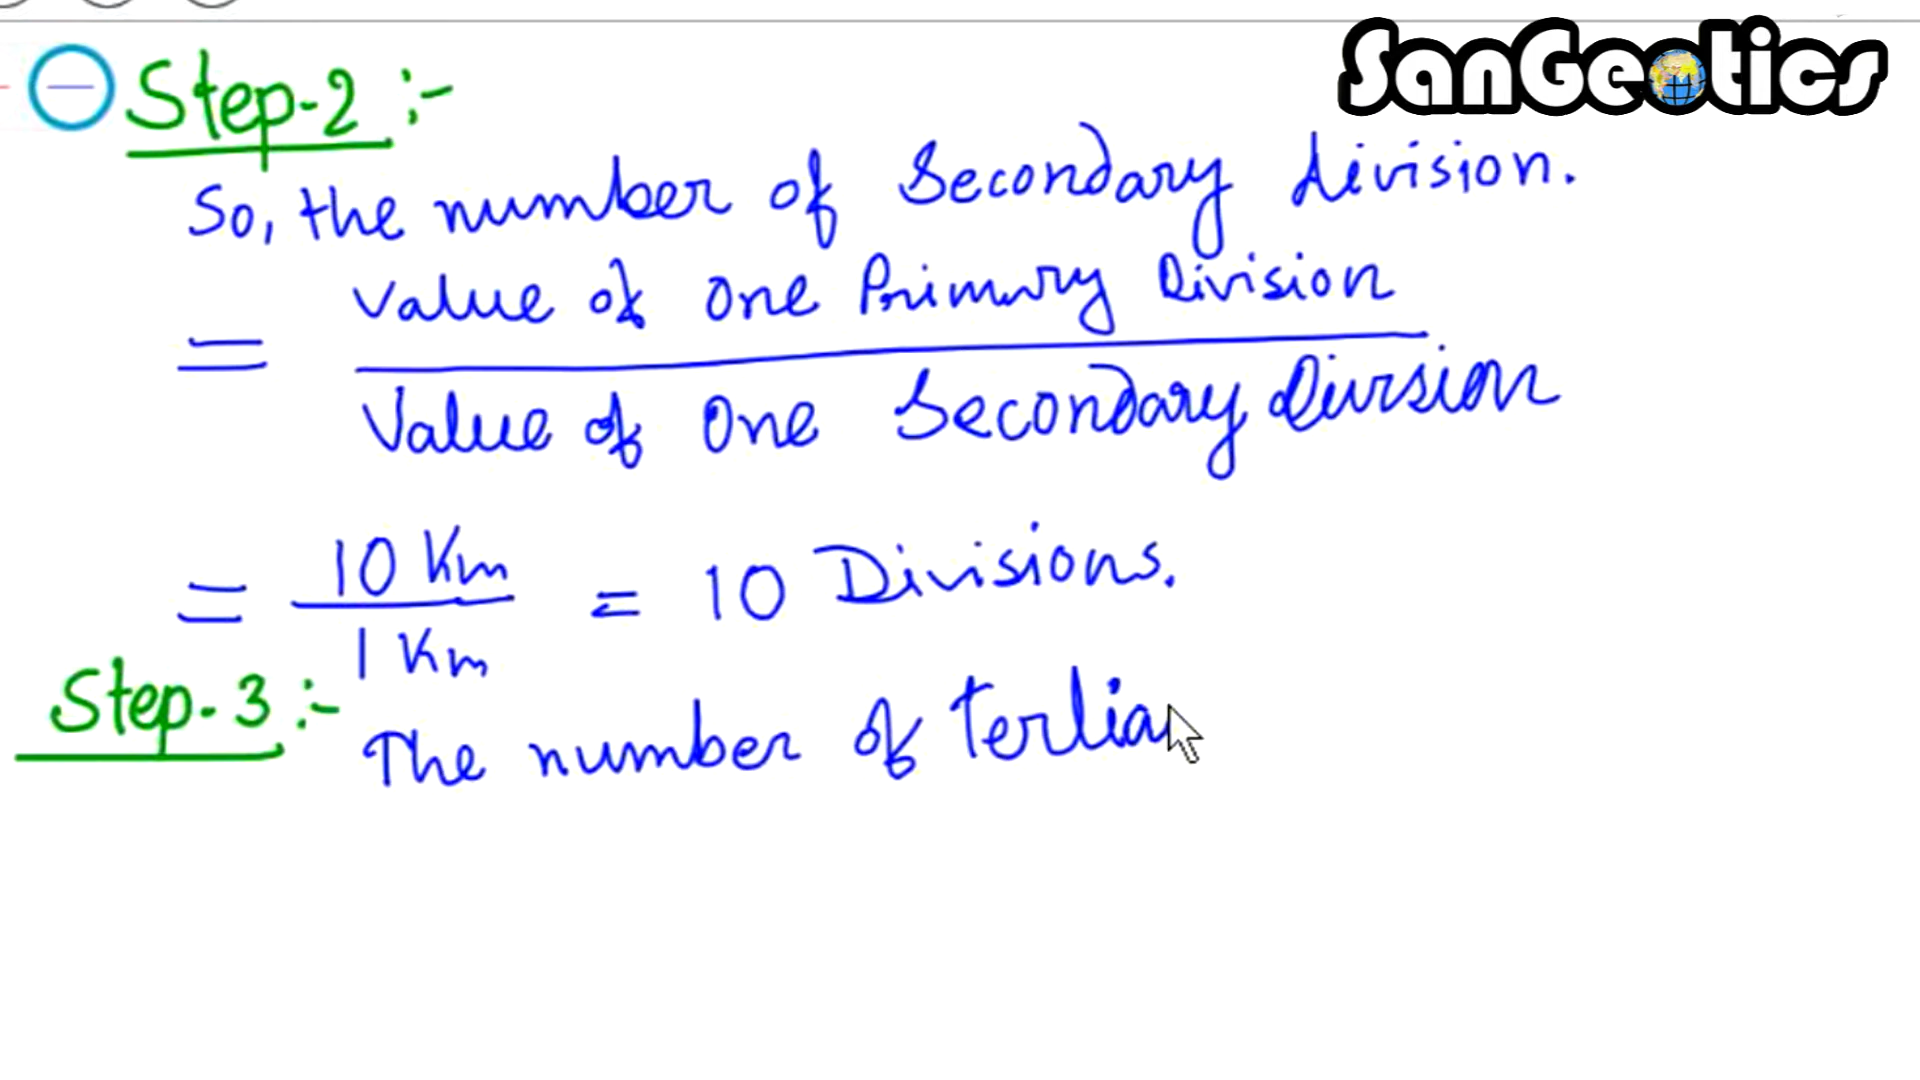 SanGeotics
Step-2 :-
So, the number of Secondary division.
= Value of One Primary Division
Value of One Secondary Division
= 10 Km = 10 Divisions.
1 Km
Step-3 :-
The number of tertiar